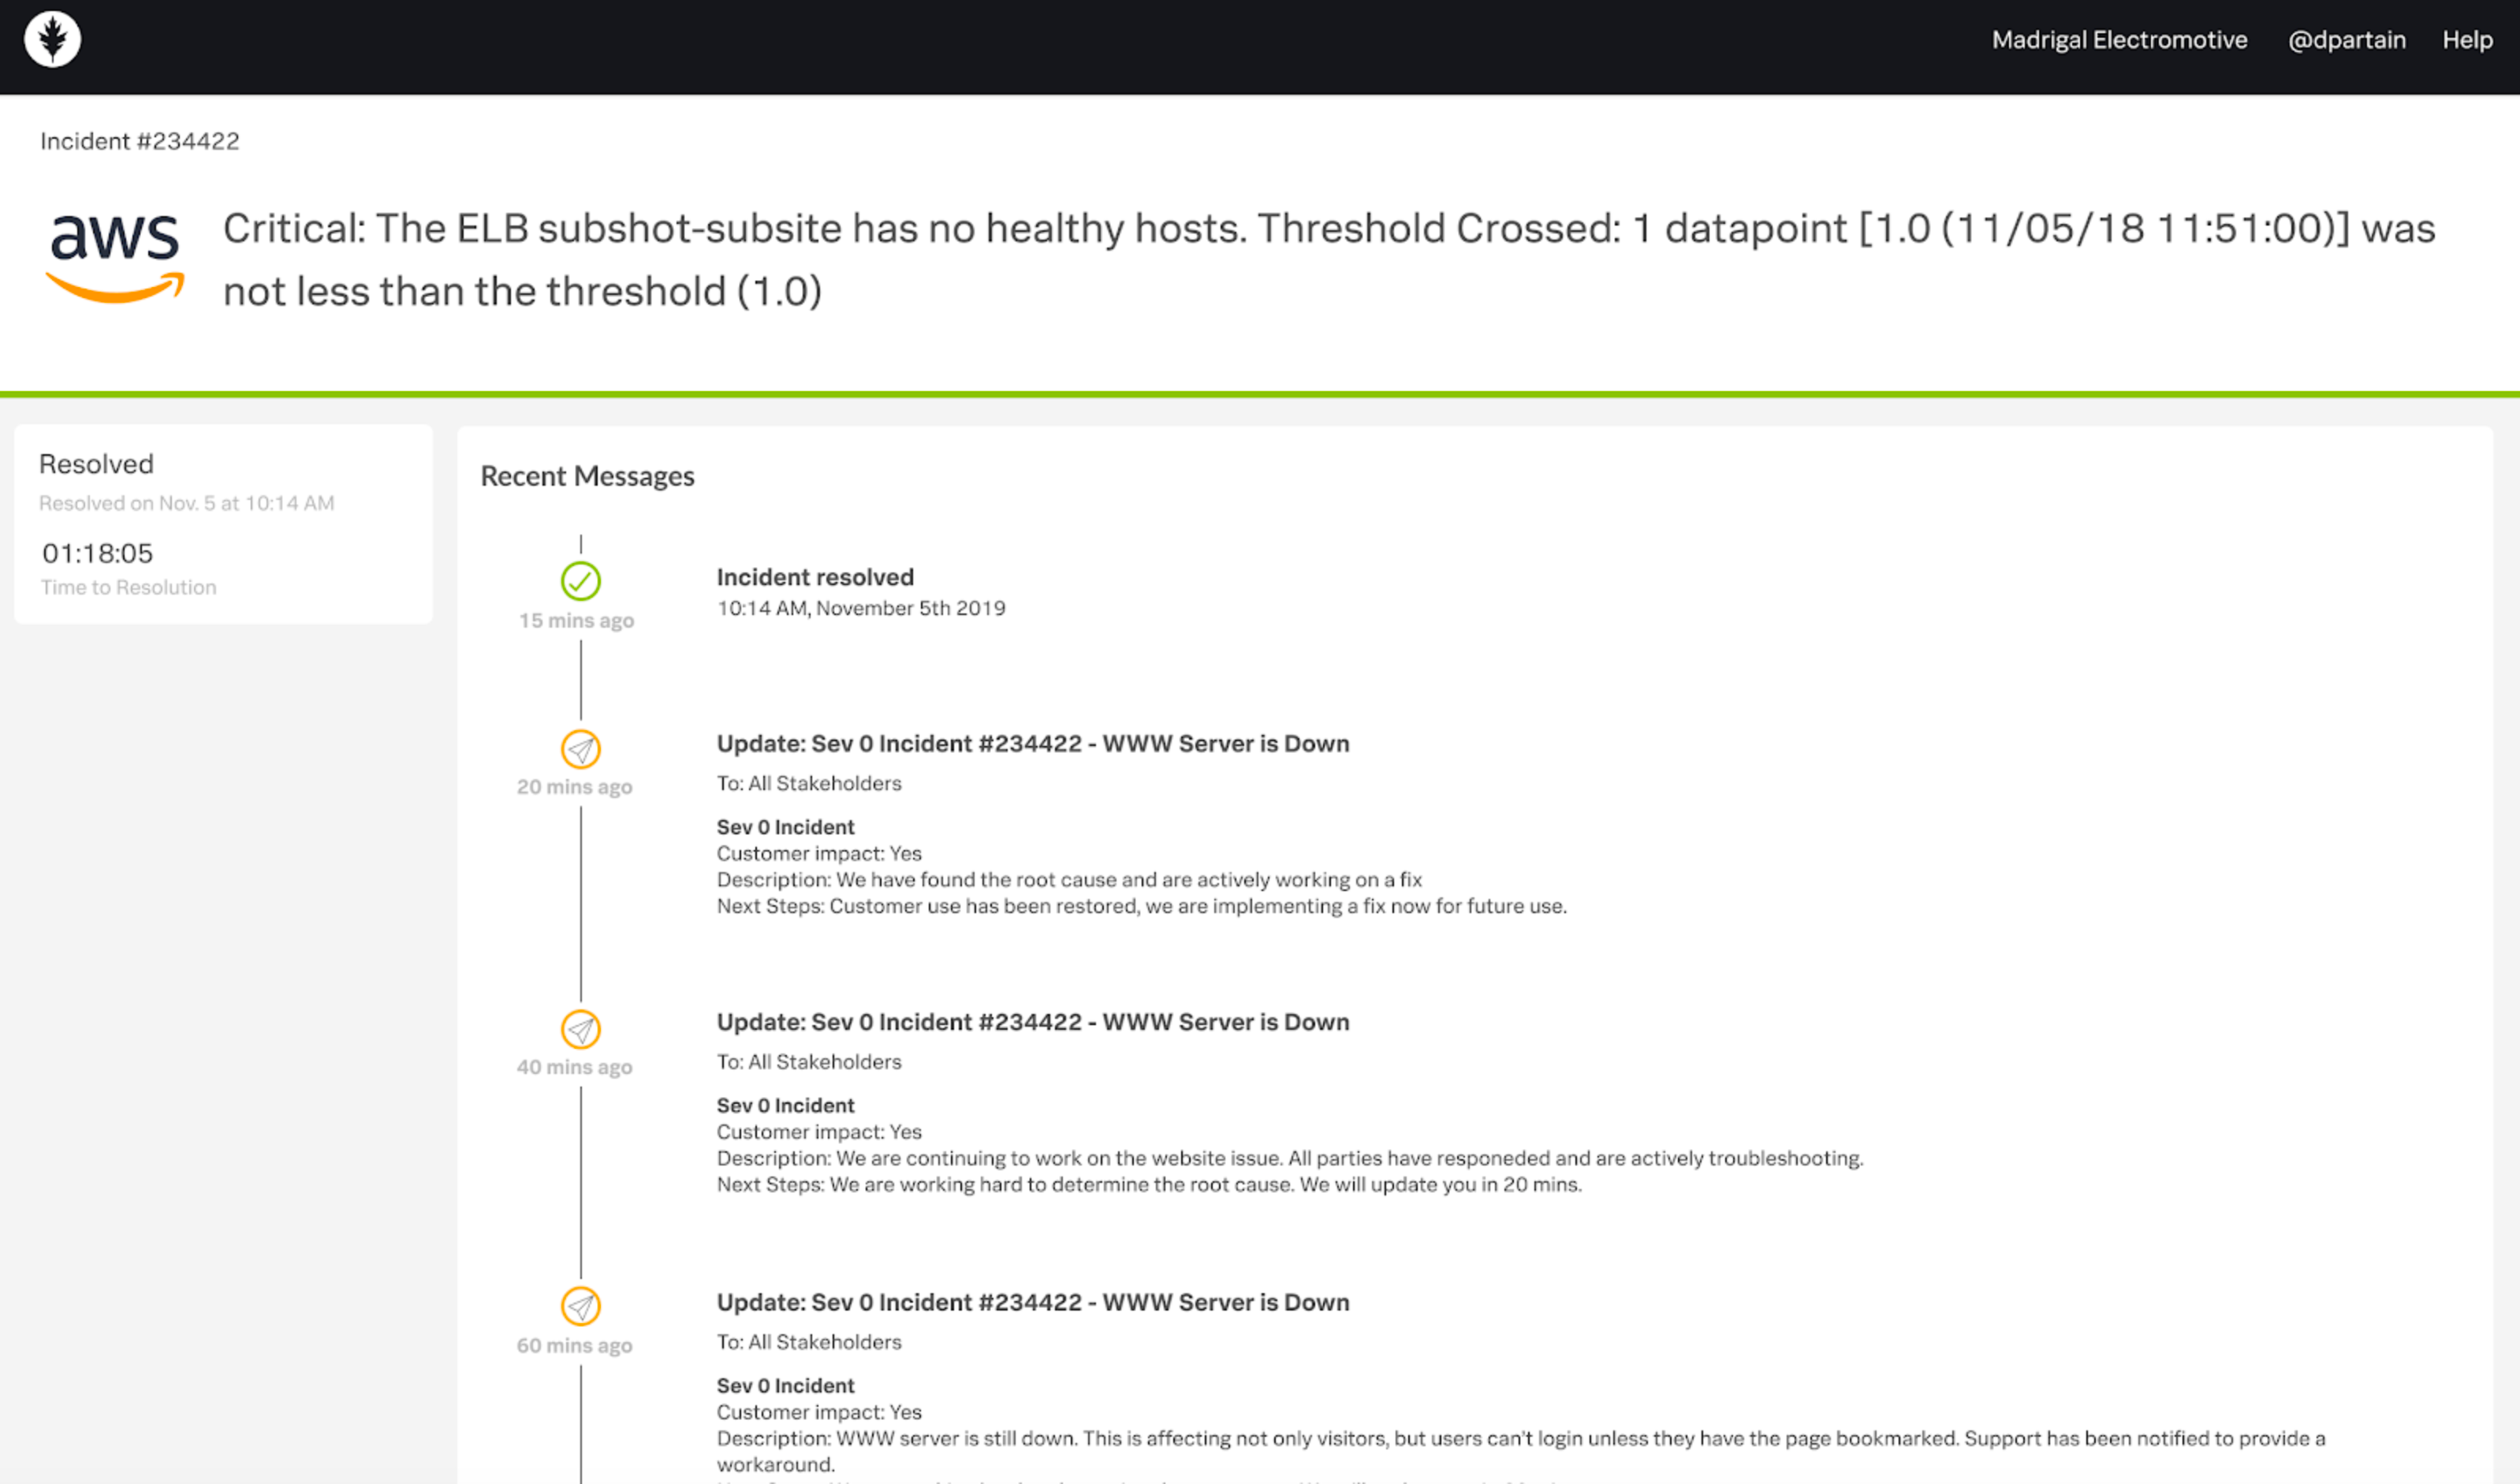 Madrigal Electromotive @dpartain Help
Incident #234422
aws
Critical: The ELB subshot-subsite has no healthy hosts. Threshold Crossed: 1 datapoint [1.0 (11/05/18 11:51:00)] was
not less than the threshold (1.0)
Resolved
Resolved on Nov. 5 at 10:14 AM
01:18:05
Time to Resolution
Recent Messages
15 mins ago
Incident resolved
10:14 AM, November 5th 2019
20 mins ago
Update: Sev 0 Incident #234422 - WWW Server is Down
To: All Stakeholders
Sev 0 Incident
Customer impact: Yes
Description: We have found the root cause and are actively working on a fix
Next Steps: Customer use has been restored, we are implementing a fix now for future use.
40 mins ago
Update: Sev 0 Incident #234422 - WWW Server is Down
To: All Stakeholders
Sev 0 Incident
Customer impact: Yes
Description: We are continuing to work on the website issue. All parties have responeded and are actively troubleshooting.
Next Steps: We are working hard to determine the root cause. We will update you in 20 mins.
60 mins ago
Update: Sev 0 Incident #234422 - WWW Server is Down
To: All Stakeholders
Sev 0 Incident
Customer impact: Yes
Description: WWW server is still down. This is affecting not only visitors, but users can't login unless they have the page bookmarked. Support has been notified to provide a
workaround.